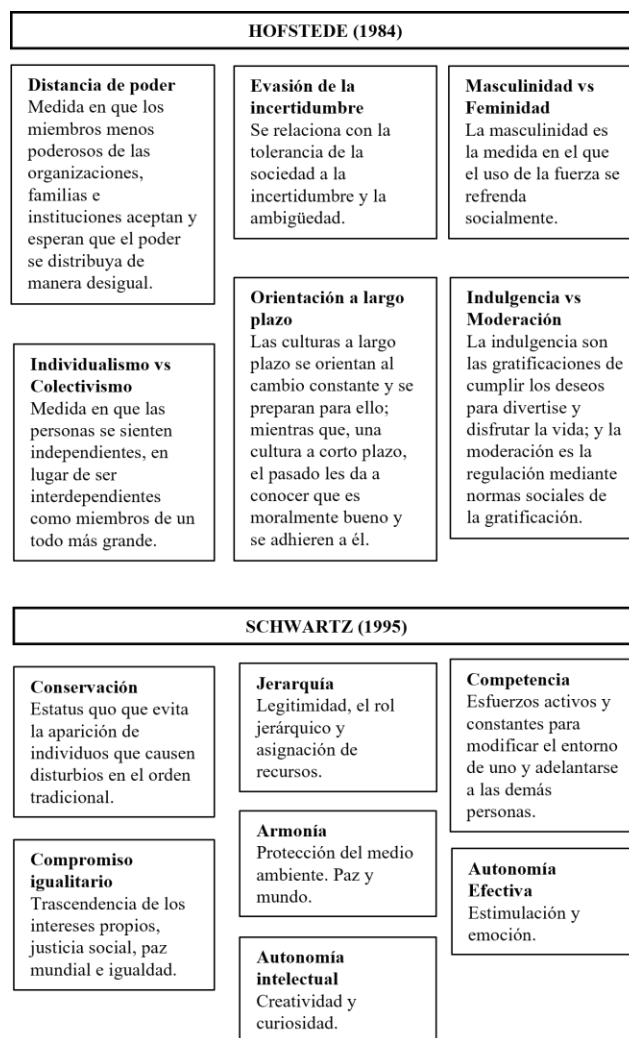 HOFSTEDE (1984)
Distancia de poder
Medida en que los
miembros menos
poderosos de las
organizaciones,
familias e
instituciones aceptan y
esperan que el poder
se distribuya de
manera desigual.
Evasión de la
incertidumbre
Se relaciona con la
tolerancia de la
sociedad a la
incertidumbre y la
ambigüedad.
Masculinidad vs
Feminidad
La masculinidad es
la medida en el que
el uso de la fuerza se
refrenda
socialmente.
Individualismo vs
Colectivismo
Medida en que las
personas se sienten
independientes, en
lugar de ser
interdependientes
como miembros de un
todo más grande.
Orientación a largo
plazo
Las culturas a largo
plazo se orientan al
cambio constante y se
preparan para ello;
mientras que, una
cultura a corto plazo,
el pasado les da a
conocer que es
moralmente bueno y
se adhieren a él.
Indulgencia vs
Moderación
La indulgencia son
las gratificaciones de
cumplir los deseos
para divertise y
disfrutar la vida; y la
moderación es la
regulación mediante
normas sociales de
la gratificación.
SCHWARTZ (1995)
Conservación
Estatus quo que evita
la aparición de
individuos que causen
disturbios en el orden
tradicional.
Jerarquía
Legitimidad, el rol
jerárquico y
asignación de
recursos.
Competencia
Esfuerzos activos y
constantes para
modificar el entorno
de uno y adelantarse
a las demás
personas.
Compromiso
igualitario
Trascendencia de los
intereses propios,
justicia social, paz
mundial e igualdad.
Armonía
Protección del medio
ambiente. Paz y
mundo.
Autonomía
Efectiva
Estimulación y
emoción.
Autonomía
intelectual
Creatividad y
curiosidad.